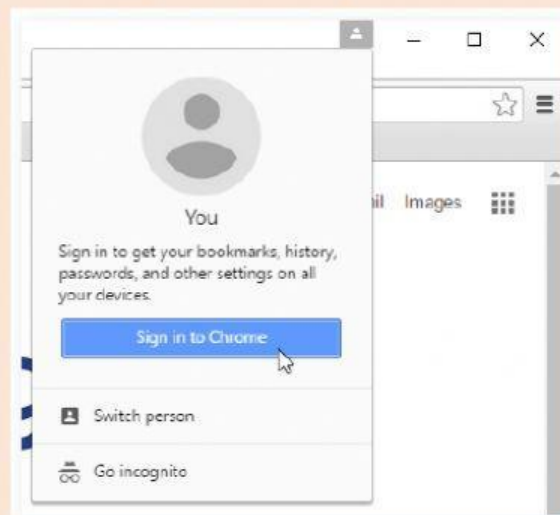 You
Sign in to get your bookmarks, history,
passwords, and other settings on all
your devices.
Sign in to Chrome
Switch person
Go incognito
Images